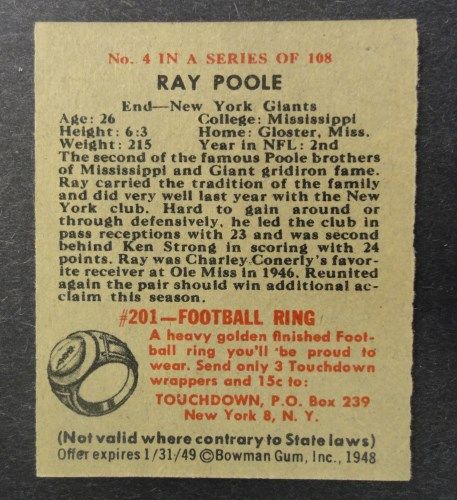 No. 4 IN A SERIES OF 108
RAY POOLE
End—New York Giants
Age: 26 College: Mississippi
Height: 6:3 Home: Gloster, Miss.
Weight: 215 Year in NFL: 2nd
The second of the famous Poole brothers
of Mississippi and Giant gridiron fame.
Ray carried the tradition of the family
and did very well last year with the New
York club. Hard to gain around or
through defensively, he led the club in
pass receptions with 23 and was second
behind Ken Strong in scoring with 24
points. Ray was Charley Conerly's favor-
ite receiver at Ole Miss in 1946. Reunited
again the pair should win additional ac-
claim this season.
#201—FOOTBALL RING
A heavy golden finished Foot-
ball ring you'll be proud to
wear. Send only 3 Touchdown
wrappers and 15c to:
TOUCHDOWN, P.O. Box 239
New York 8, N. Y.
(Not valid where contrary to State laws)
Offer expires 1/31/49 ©Bowman Gum, Inc., 1948